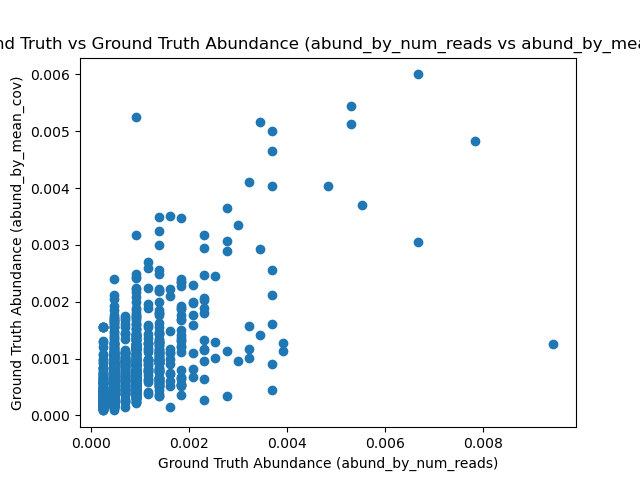 nd Truth vs Ground Truth Abundance (abund_by_num_reads vs abund_by_mea
0.006
0.005
0.004
0.003
0.002
0.001
0.000
Ground Truth Abundance (abund_by_mean_cov)
0.000 0.002 0.004 0.006 0.008
Ground Truth Abundance (abund_by_num_reads)